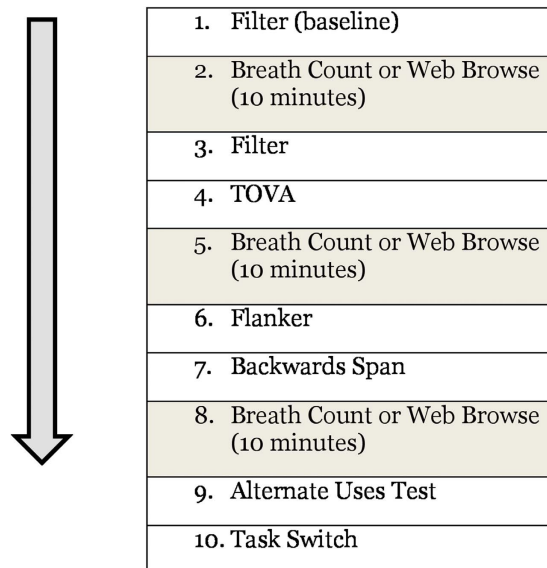 1. Filter (baseline)
2. Breath Count or Web Browse
(10 minutes)
3. Filter
4. TOVA
5. Breath Count or Web Browse
(10 minutes)
6. Flanker
7. Backwards Span
8. Breath Count or Web Browse
(10 minutes)
9. Alternate Uses Test
10. Task Switch